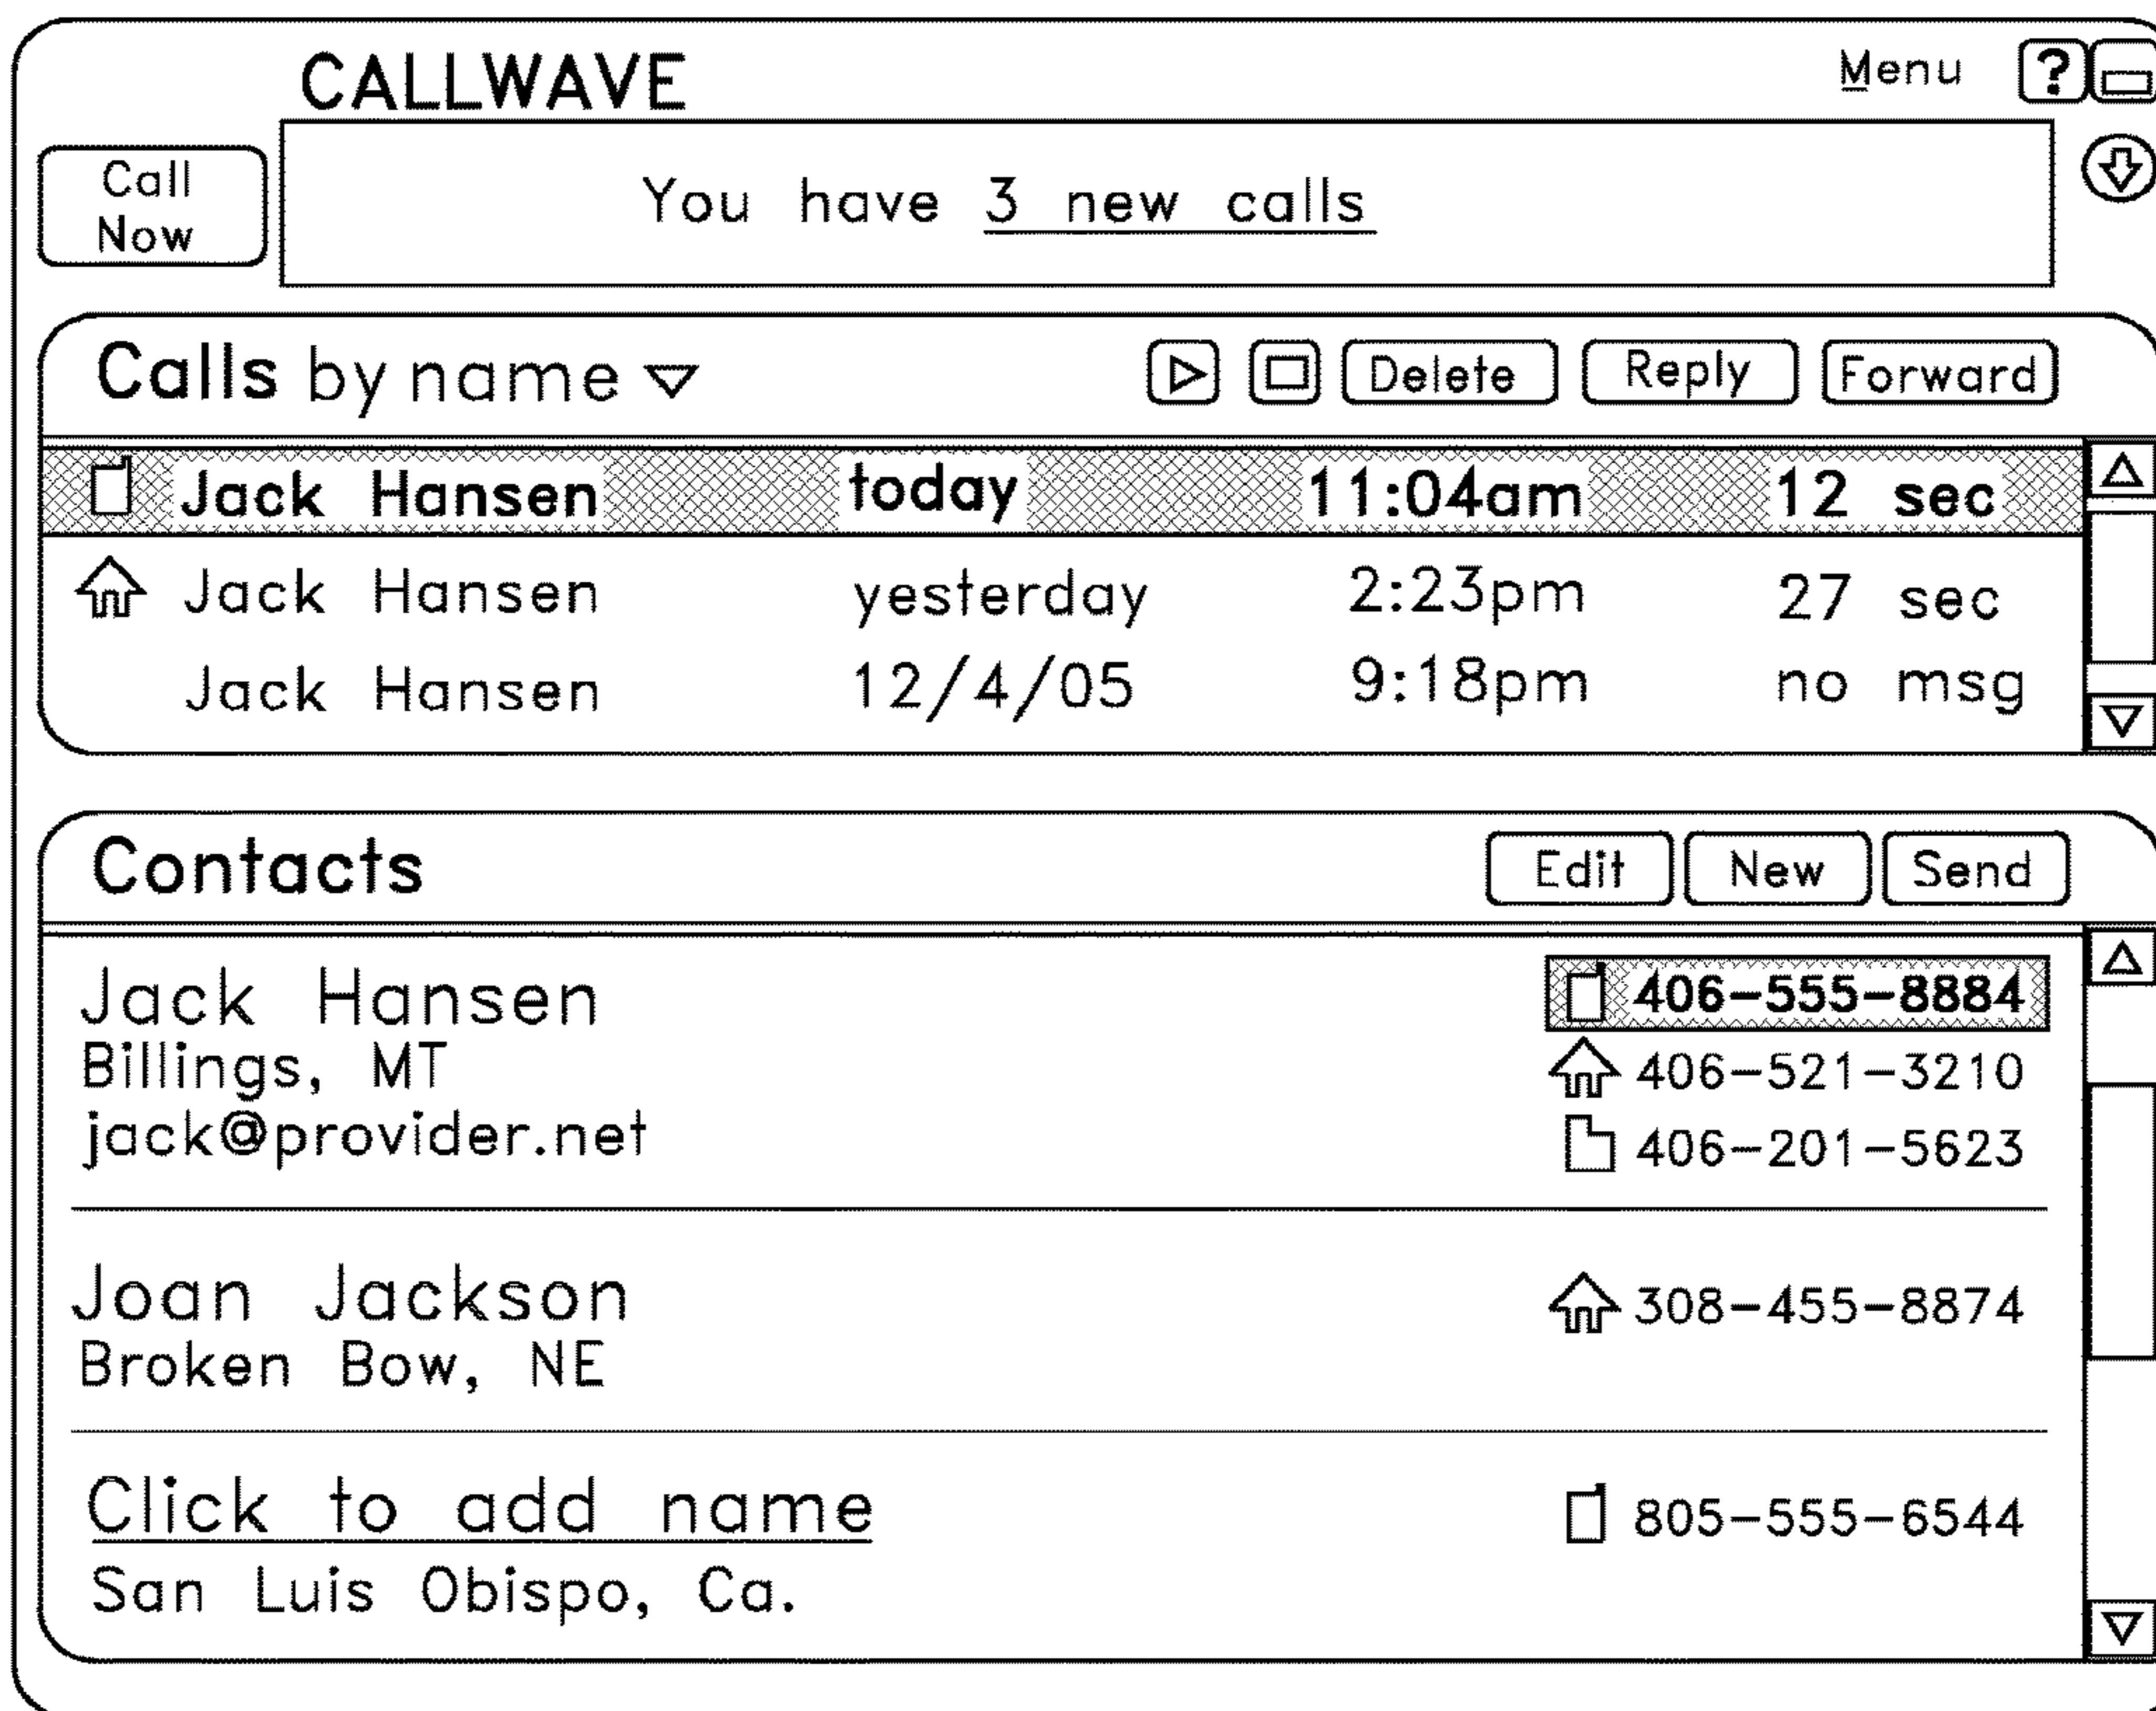 CALLWAVE Menu ?
Call
Now
You have 3 new calls
Calls by name Delete Reply Forward
Jack Hansen today 11:04am 12 sec
Jack Hansen yesterday 2:23pm 27 sec
Jack Hansen 12/4/05 9:18pm no msg
Contacts Edit New Send
Jack Hansen 406-555-8884
Billings, MT 406-521-3210
jack@provider.net 406-201-5623
Joan Jackson 308-455-8874
Broken Bow, NE
Click to add name 805-555-6544
San Luis Obispo, Ca.